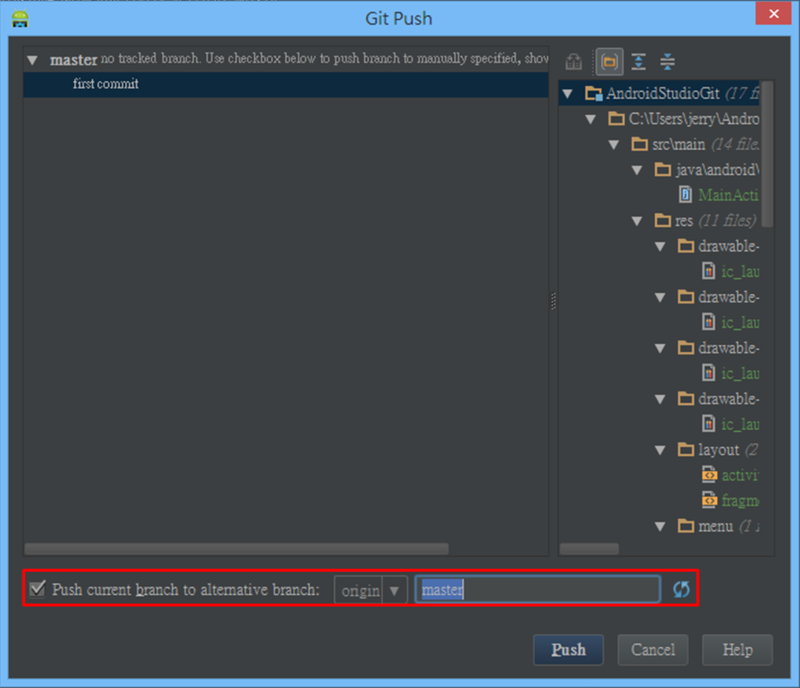 Git Push
master no tracked branch. Use checkbox below to push branch to manually specified, shov
first commit
AndroidStudioGit (17 fi
C:\Users\jerry\Andro
src\main (14 file
java\android\
MainActi
res (11 files)
drawable-
ic_lau
drawable-
ic_lau
drawable-
ic_lau
drawable-
ic_lau
layout (2
activi
fragm
menu (1
Push current branch to alternative branch: origin master
Push Cancel Help